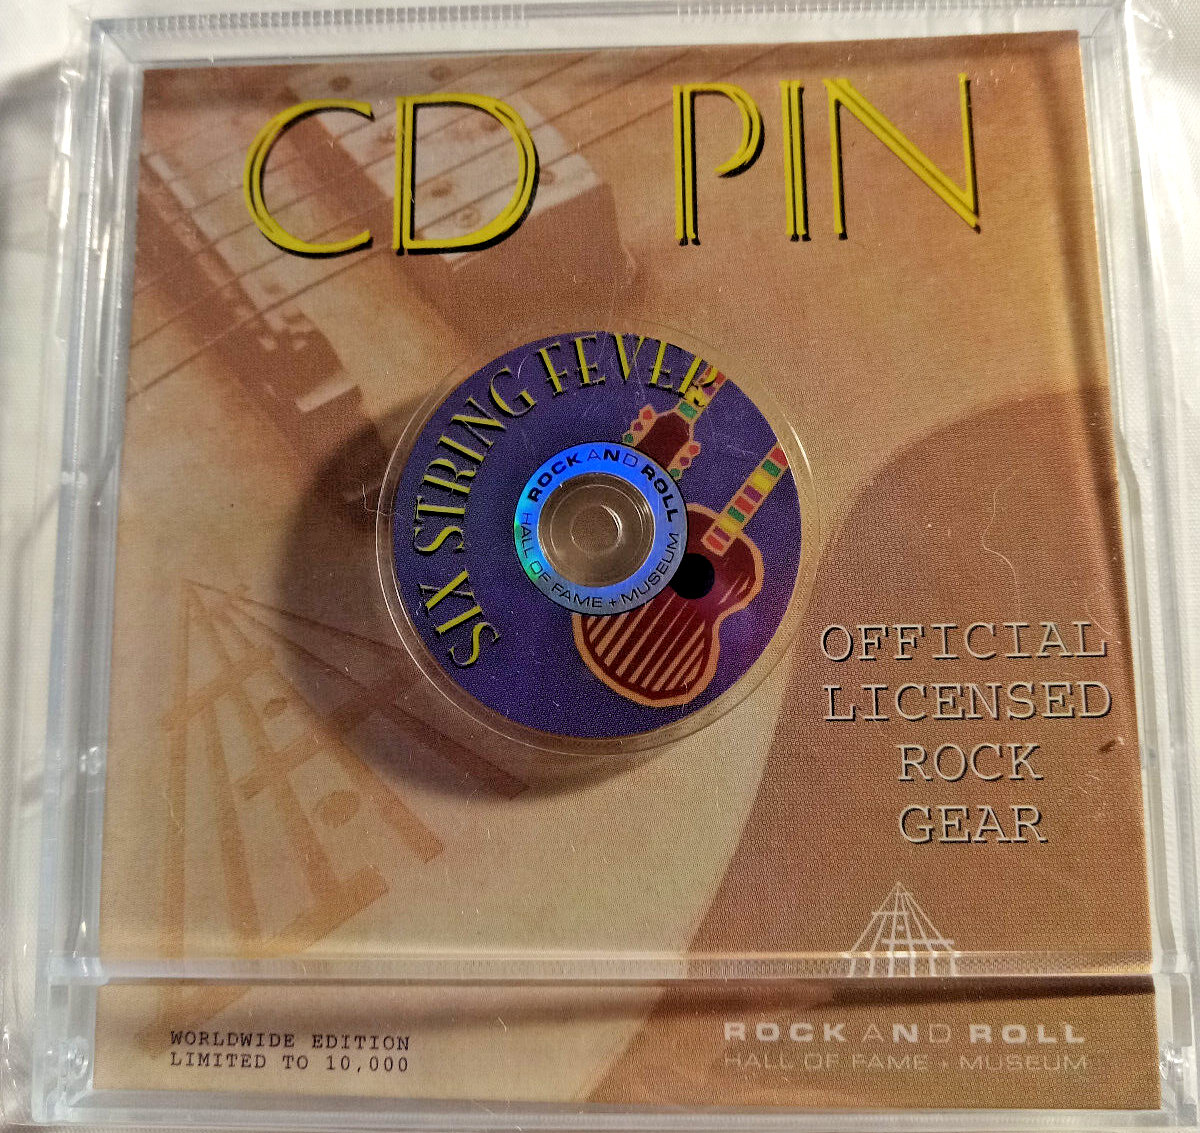 CD PIN
SIX STRING FEVER
ROCK AND ROLL
HALL OF FAME + MUSEUM
OFFICIAL
LICENSED
ROCK
GEAR
WORLDWIDE EDITION
LIMITED TO 10,000
ROCK AND ROLL
HALL OF FAME + MUSEUM